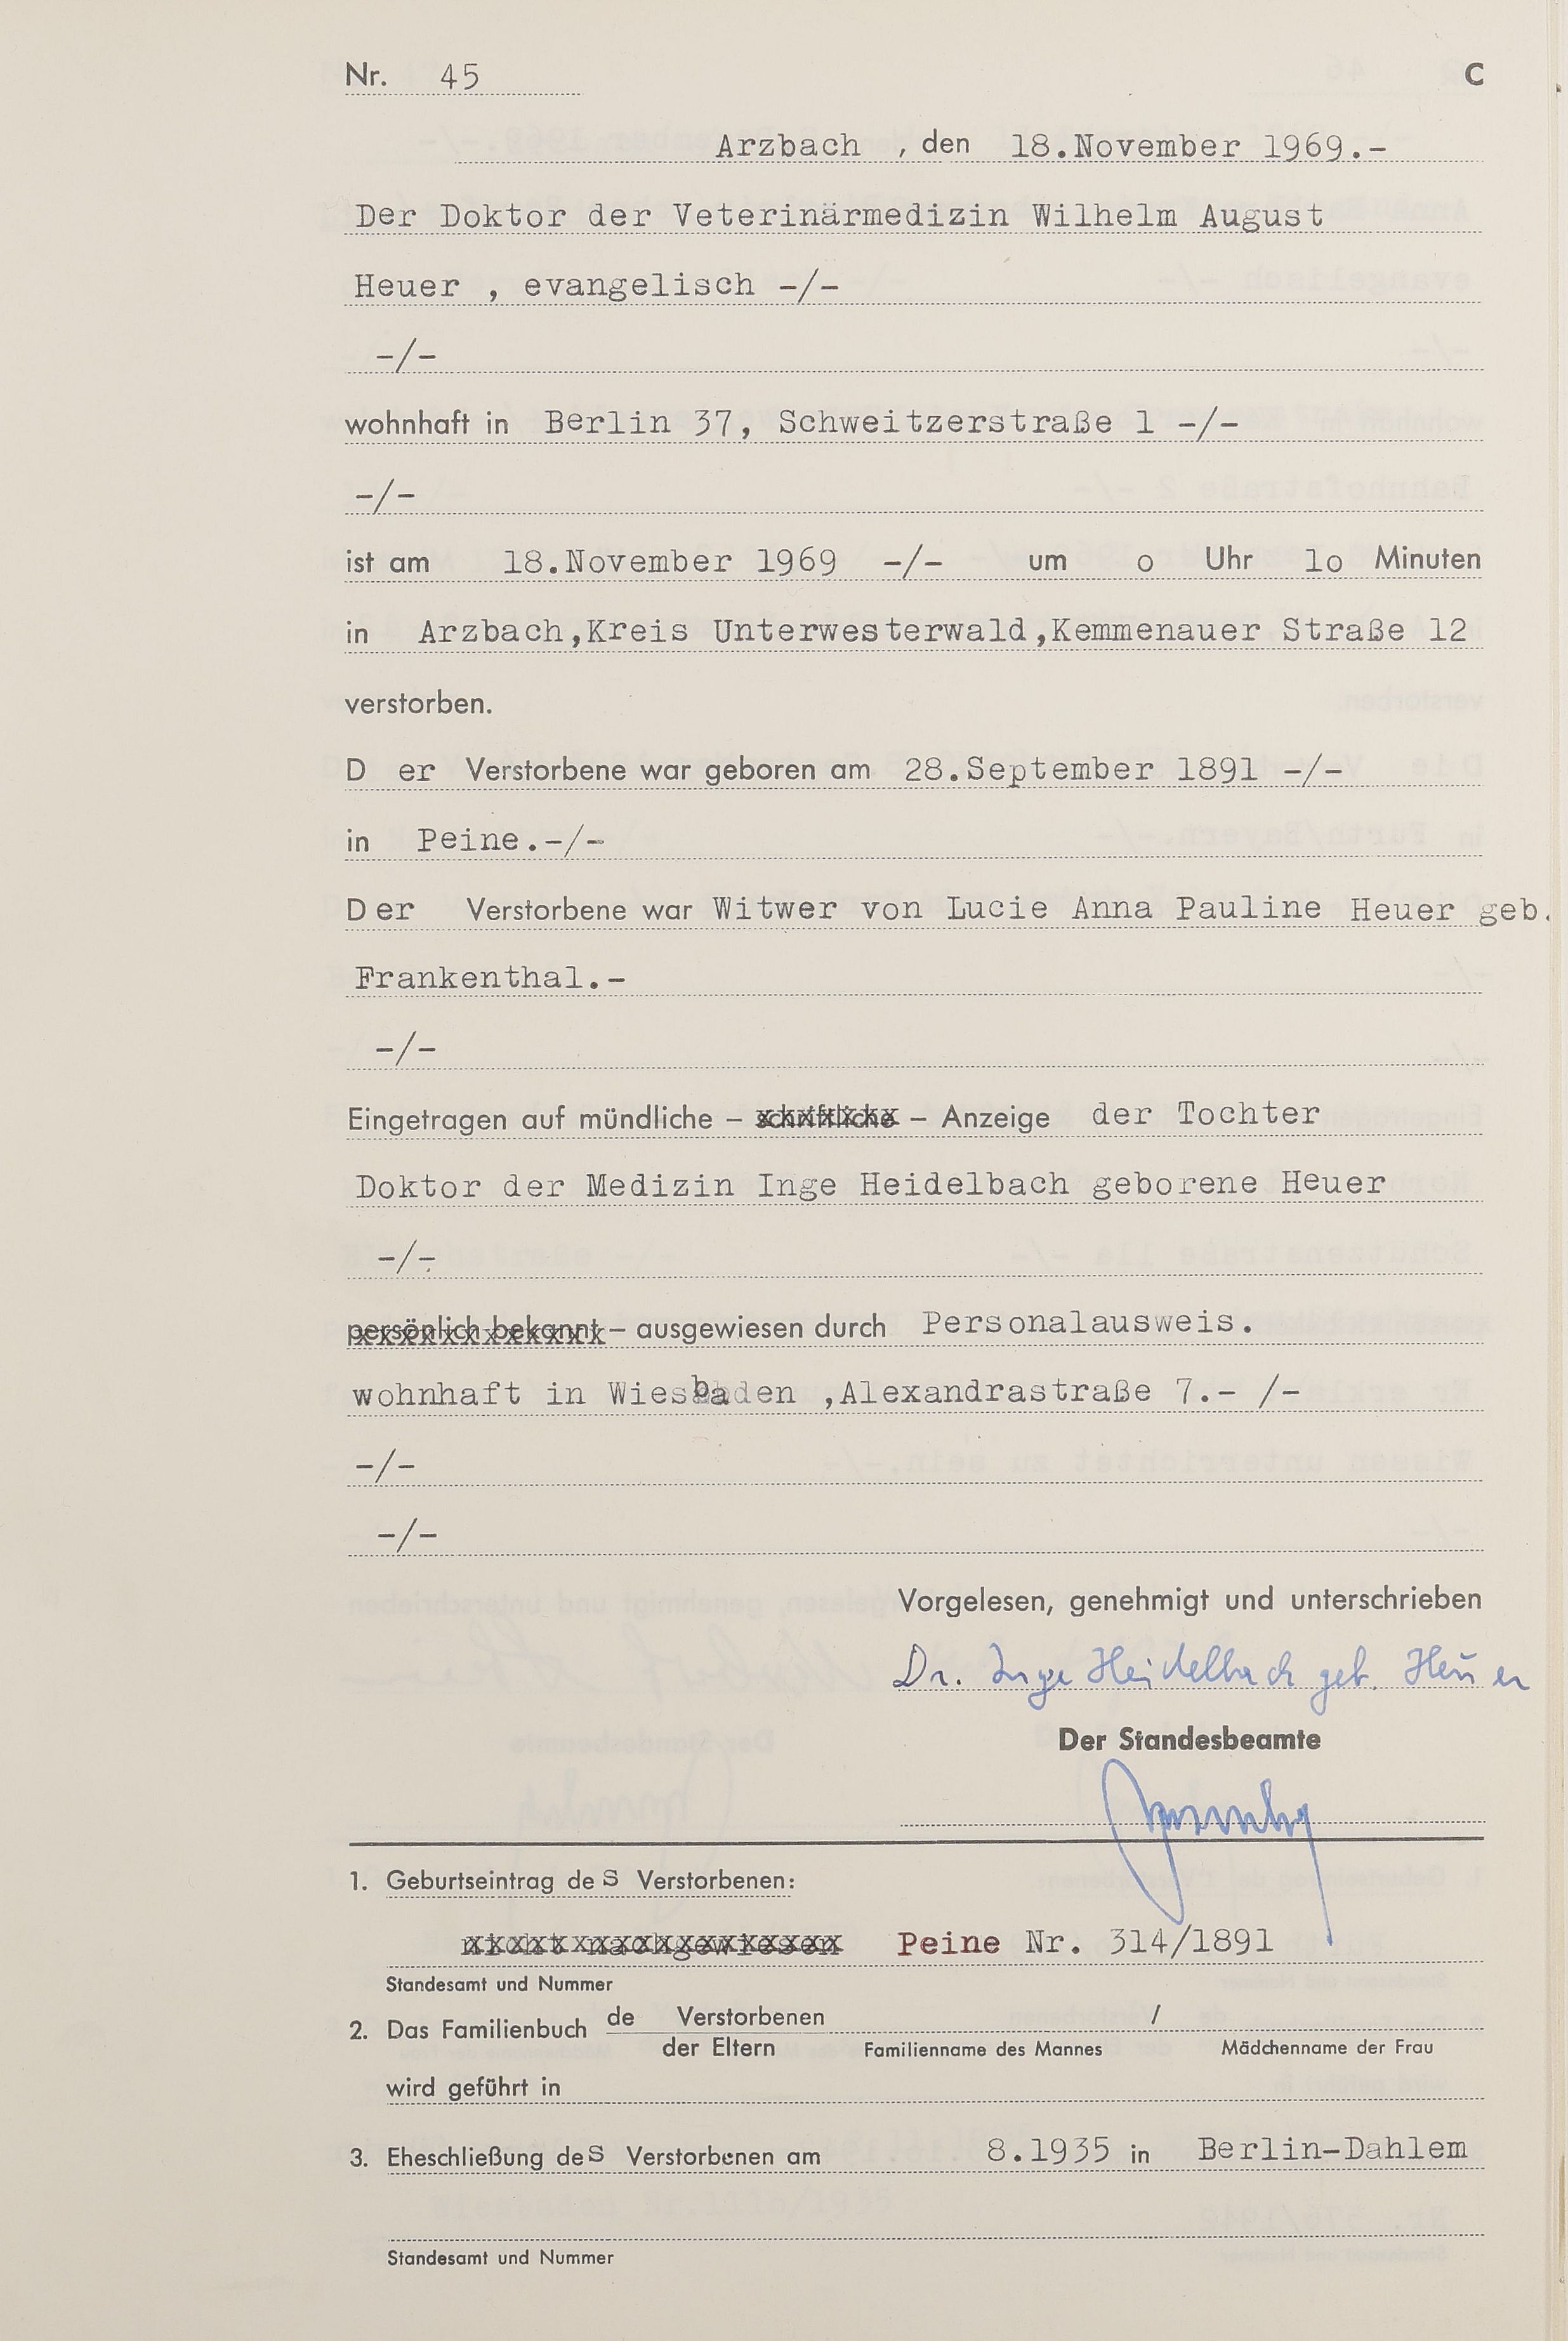 Nr. 45 C
Arzbach , den 18.November 1969.-
Der Doktor der Veterinärmedizin Wilhelm August
Heuer , evangelisch -/-
-/-
wohnhaft in Berlin 37, Schweitzerstraße 1 -/-
-/-
ist am 18.November 1969 -/- um o Uhr 1o Minuten
in Arzbach,Kreis Unterwesterwald,Kemmenauer Straße 12
verstorben.
D er Verstorbene war geboren am 28.September 1891 -/-
in Peine.-/-
Der Verstorbene war Witwer von Lucie Anna Pauline Heuer geb.
Frankenthal.-
-/-
Eingetragen auf mündliche – schriftliche – Anzeige der Tochter
Doktor der Medizin Inge Heidelbach geborene Heuer
-/-
persönlich bekannt – ausgewiesen durch Personalausweis.
wohnhaft in Wiesbaden ,Alexandrastraße 7.- /-
-/-
-/-
Vorgelesen, genehmigt und unterschrieben
Dr. Inge Heidelbach geb. Heuer
Der Standesbeamte
1. Geburtseintrag des Verstorbenen:
nicht nachgewiesen Peine Nr. 314/1891
Standesamt und Nummer
2. Das Familienbuch de Verstorbenen /
der Eltern Familienname des Mannes Mädchenname der Frau
wird geführt in
3. Eheschließung des Verstorbenen am 8.1935 in Berlin-Dahlem
Standesamt und Nummer